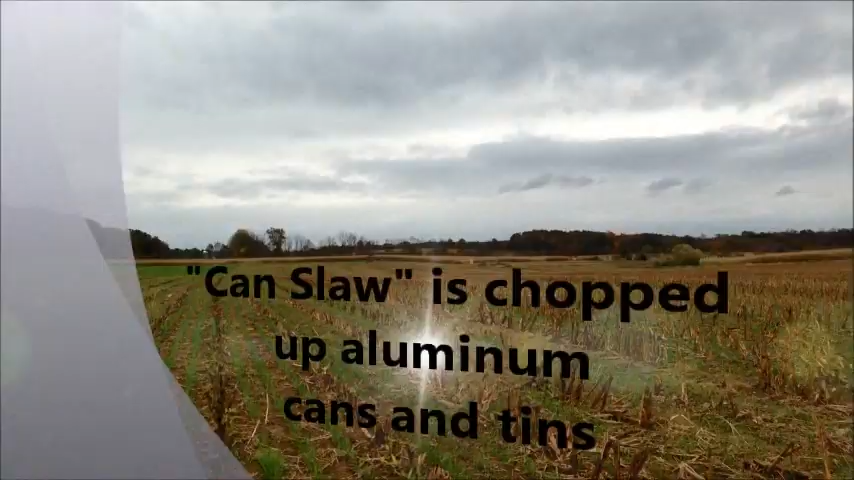 "Can Slaw" is chopped
up aluminum
cans and tins